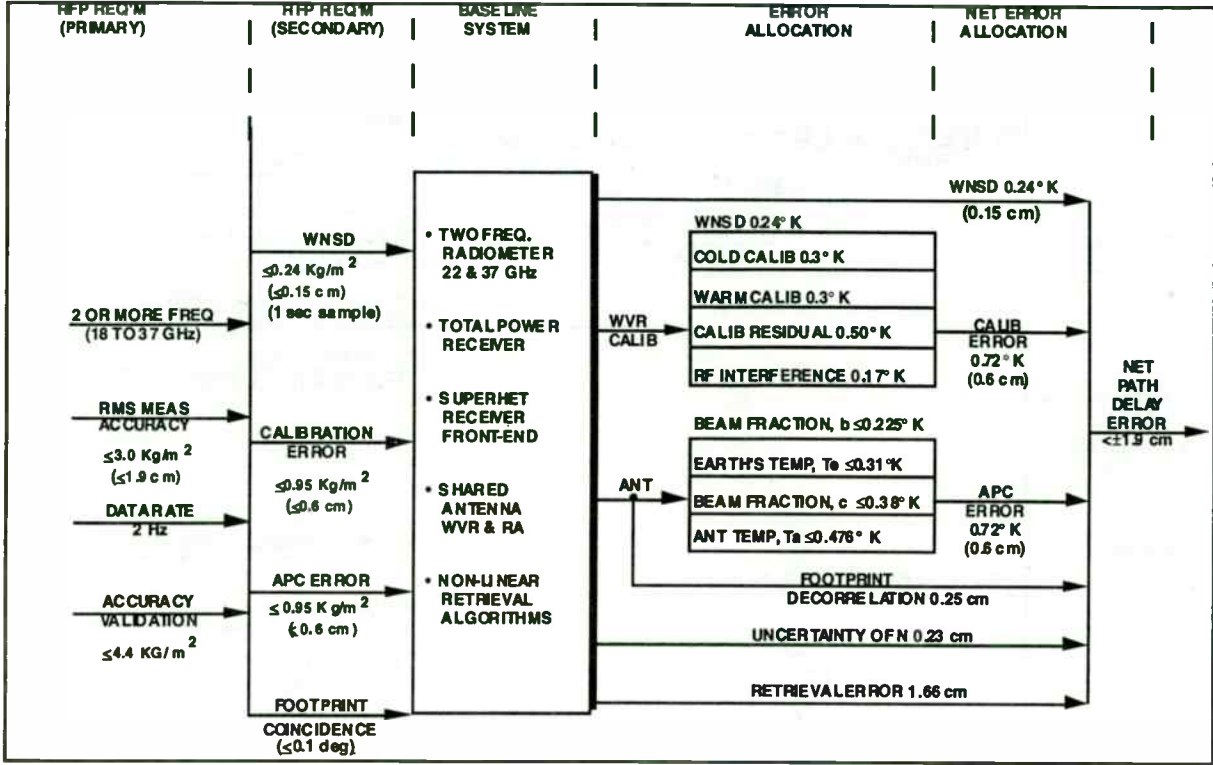 RFP REQ'M
(PRIMARY)
RFP REQ'M
(SECONDARY)
BASELINE
SYSTEM
ERROR
ALLOCATION
NET ERROR
ALLOCATION
2 OR MORE FREQ
(18 TO 37 GHz)
RMS MEAS
ACCURACY
≤3.0 Kg/m 2
(≤1.9 cm)
DATA RATE
2 Hz
ACCURACY
VALIDATION
≤4.4 KG/m 2
WNSD
≤0.24 Kg/m 2
(≤0.15 cm)
(1 sec sample)
CALIBRATION
ERROR
≤0.95 Kg/m 2
(≤0.6 cm)
APC ERROR
≤ 0.95 Kg/m 2
(≤0.6 cm)
FOOTPRINT
COINCIDENCE
(≤0.1 deg)
• TWO FREQ.
RADIOMETER
22 & 37 GHz
• TOTAL POWER
RECEIVER
• SUPERHET
RECEIVER
FRONT-END
• SHARED
ANTENNA
WVR & RA
• NON-LINEAR
RETRIEVAL
ALGORITHMS
WVR
CALIB
ANT
WNSD 0.24° K
COLD CALIB 0.3° K
WARM CALIB 0.3° K
CALIB RESIDUAL 0.50° K
RF INTERFERENCE 0.17° K
BEAM FRACTION, b ≤0.225° K
EARTH'S TEMP, Te ≤0.31°K
BEAM FRACTION, c ≤0.38° K
ANT TEMP, Ta ≤0.476° K
WNSD 0.24° K
(0.15 cm)
CALIB
ERROR
0.72° K
(0.6 cm)
APC
ERROR
0.72° K
(0.6 cm)
FOOTPRINT
DECORRELATION 0.25 cm
UNCERTAINTY OF N 0.23 cm
RETRIEVAL ERROR 1.66 cm
NET
PATH
DELAY
ERROR
<±1.9 cm